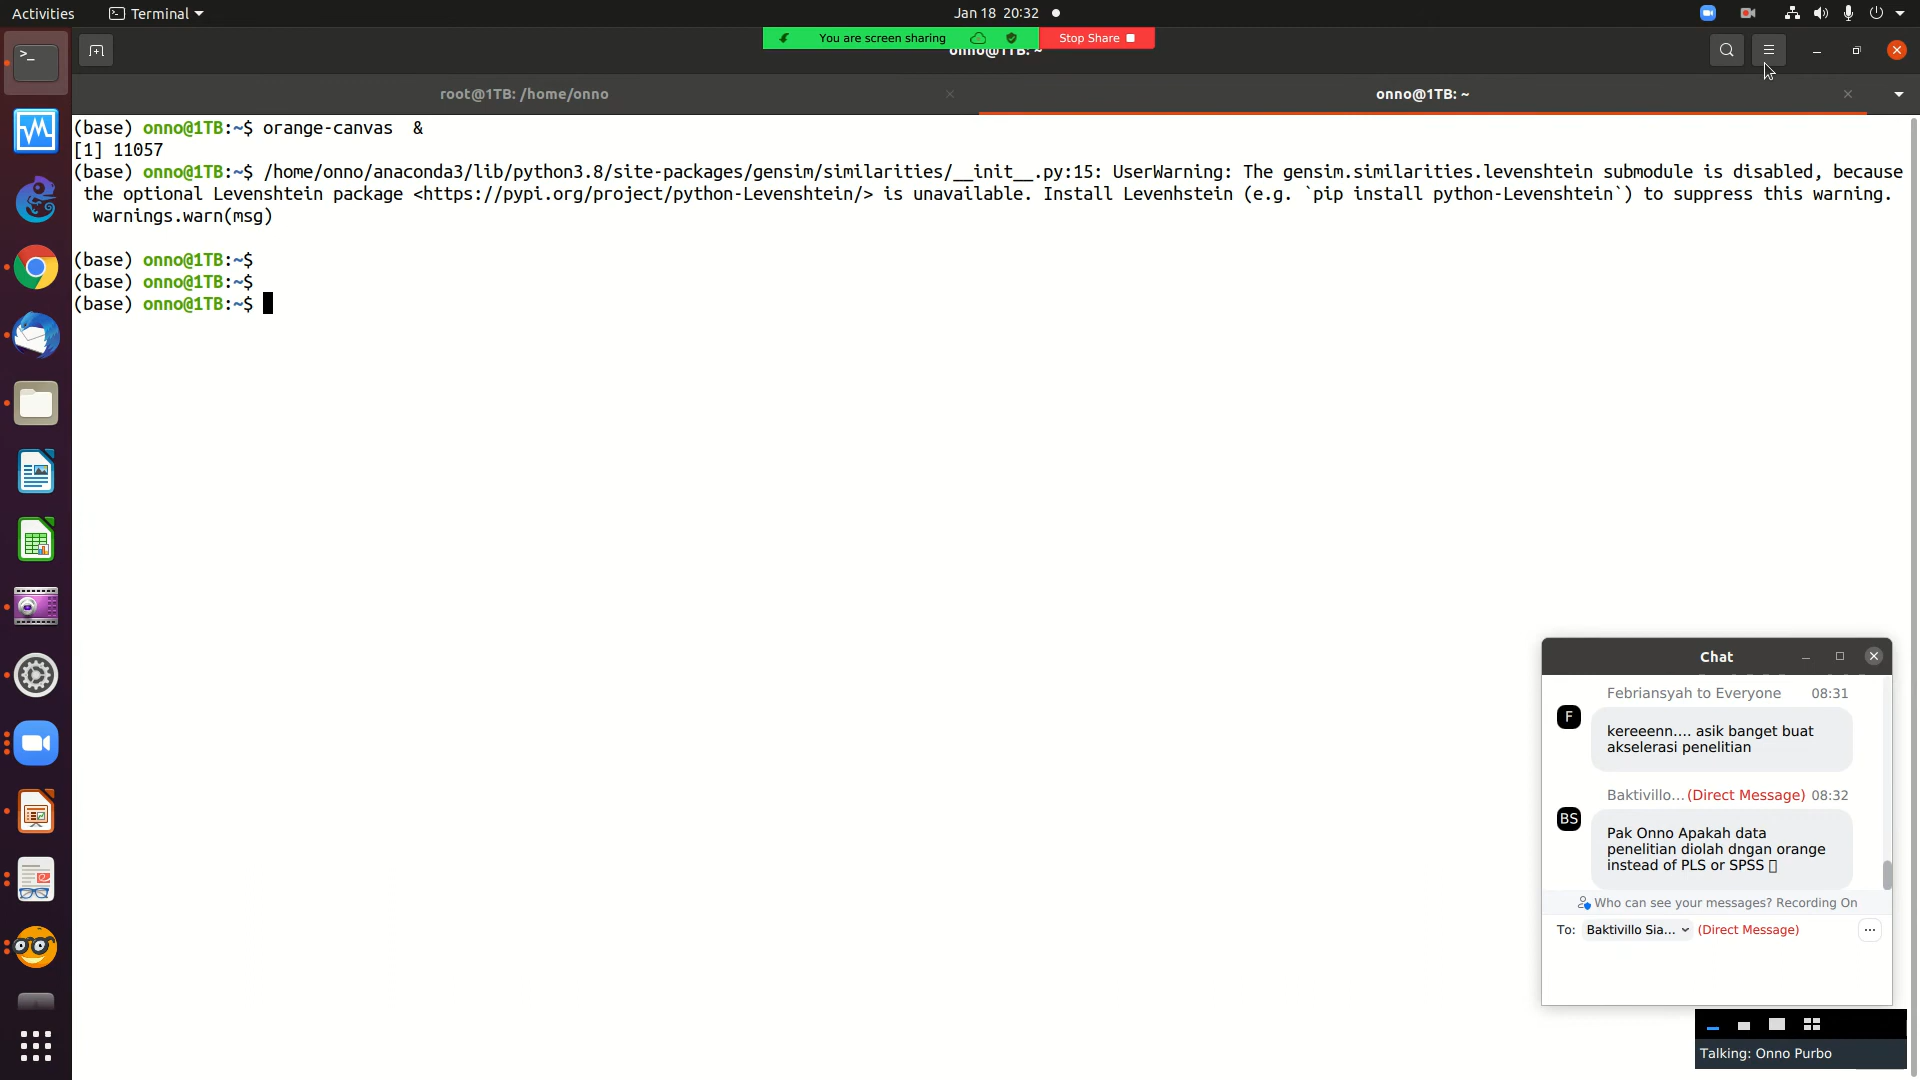 Activities
Terminal
Jan 18 20:32
You are screen sharing
Stop Share
onno@1TB: ~
root@1TB: /home/onno
onno@1TB: ~
(base) onno@1TB:~$ orange-canvas  &
[1] 11057
(base) onno@1TB:~$ /home/onno/anaconda3/lib/python3.8/site-packages/gensim/similarities/__init__.py:15: UserWarning: The gensim.similarities.levenshtein submodule is disabled, because
the optional Levenshtein package <https://pypi.org/project/python-Levenshtein/> is unavailable. Install Levenhstein (e.g. `pip install python-Levenshtein`) to suppress this warning.
warnings.warn(msg)
(base) onno@1TB:~$
(base) onno@1TB:~$
(base) onno@1TB:~$
Chat
Febriansyah to Everyone 08:31
F
kereeenn.... asik banget buat
akselerasi penelitian
Baktivillo... (Direct Message) 08:32
BS
Pak Onno Apakah data
penelitian diolah dngan orange
instead of PLS or SPSS
Who can see your messages? Recording On
To: Baktivillo Sia... (Direct Message)
Talking: Onno Purbo